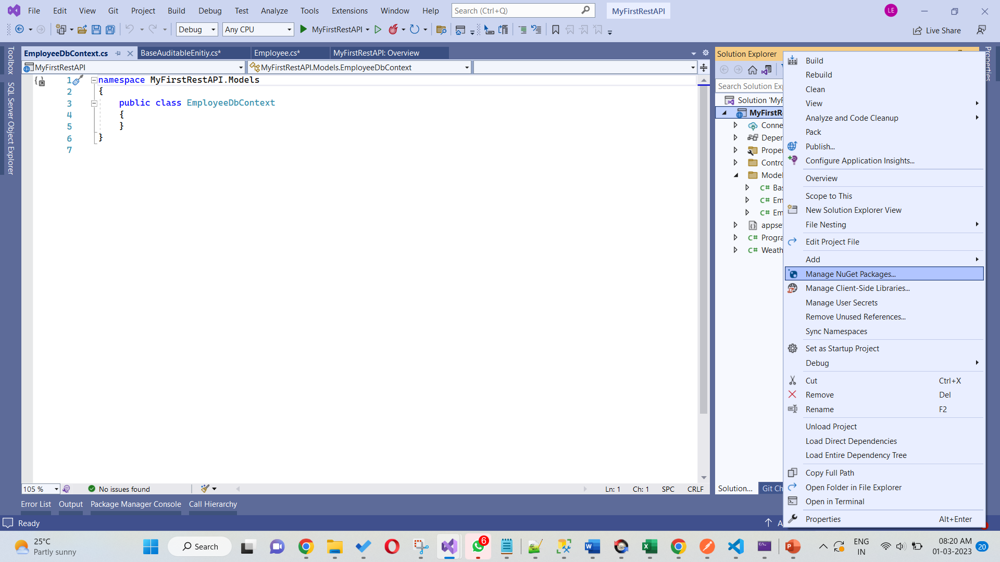 File Edit View Git Project Build Debug Test Analyze Tools Extensions Window Help Search (Ctrl+Q) MyFirstRestAPI LE
Debug Any CPU MyFirstRestAPI Live Share
EmployeeDbContext.cs BaseAuditableEnitiy.cs* Employee.cs* MyFirstRestAPI: Overview
MyFirstRestAPI MyFirstRestAPI.Models.EmployeeDbContext
1 namespace MyFirstRestAPI.Models
2 {
3 public class EmployeeDbContext
4 {
5 }
6 }
7
Toolbox
SQL Server Object Explorer
105 % No issues found Ln: 1 Ch: 1 SPC CRLF
Error List Output Package Manager Console Call Hierarchy
Ready
Solution Explorer
Search Solution Ex
Solution 'MyF
MyFirstR
Conne
Deper
Proper
Contro
Model
C# Bas
C# Em
C# Em
appse
C# Progra
C# Weath
Solution... Git Ch
Properties
Build
Rebuild
Clean
View
Analyze and Code Cleanup
Pack
Publish...
Configure Application Insights...
Overview
Scope to This
New Solution Explorer View
File Nesting
Edit Project File
Add
Manage NuGet Packages...
Manage Client-Side Libraries...
Manage User Secrets
Remove Unused References...
Sync Namespaces
Set as Startup Project
Debug
Cut Ctrl+X
Remove Del
Rename F2
Unload Project
Load Direct Dependencies
Load Entire Dependency Tree
Copy Full Path
Open Folder in File Explorer
Open in Terminal
Properties Alt+Enter
25°C
Partly sunny
Search
6
ENG
IN
08:20 AM
01-03-2023
20